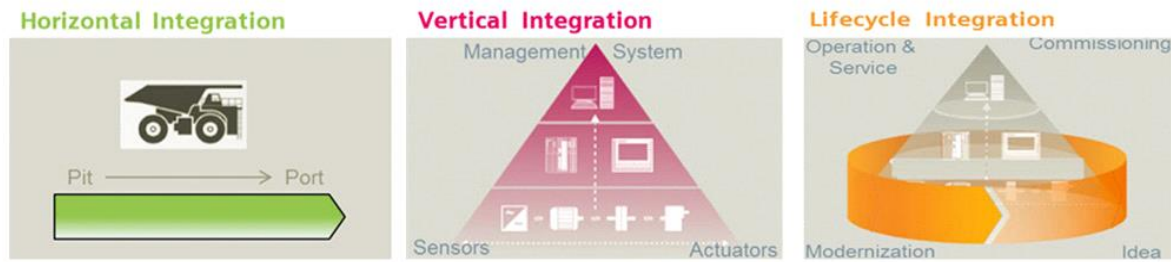 Horizontal Integration
Pit
Port
Vertical Integration
Management System
Sensors
Actuators
Lifecycle Integration
Operation &
Service
Commissioning
Modernization
Idea